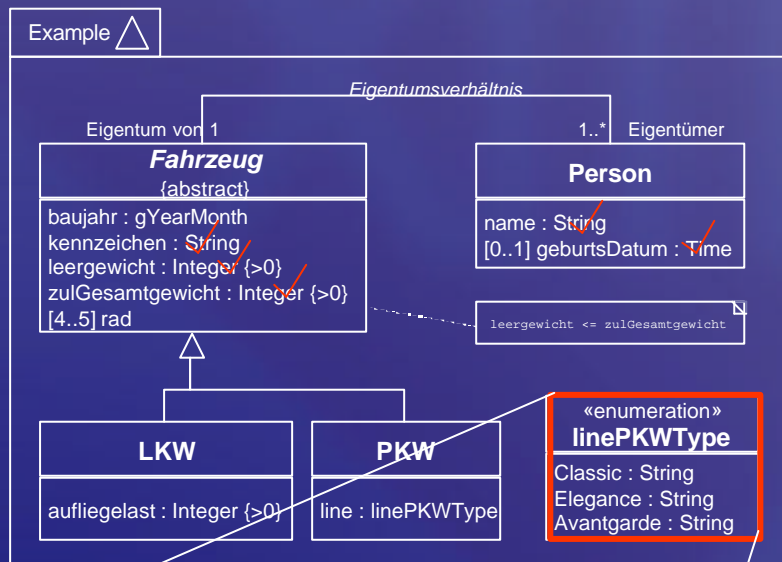 Example
Eigentumsverhältnis
Eigentum von 1
1..* Eigentümer
Fahrzeug
{abstract}
baujahr : gYearMonth
kennzeichen : String
leergewicht : Integer {>0}
zulGesamtgewicht : Integer {>0}
[4..5] rad
Person
name : String
[0..1] geburtsDatum : Time
leergewicht <= zulGesamtgewicht
LKW
aufliegelast : Integer {>0}
PKW
line : linePKWType
«enumeration»
linePKWType
Classic : String
Elegance : String
Avantgarde : String